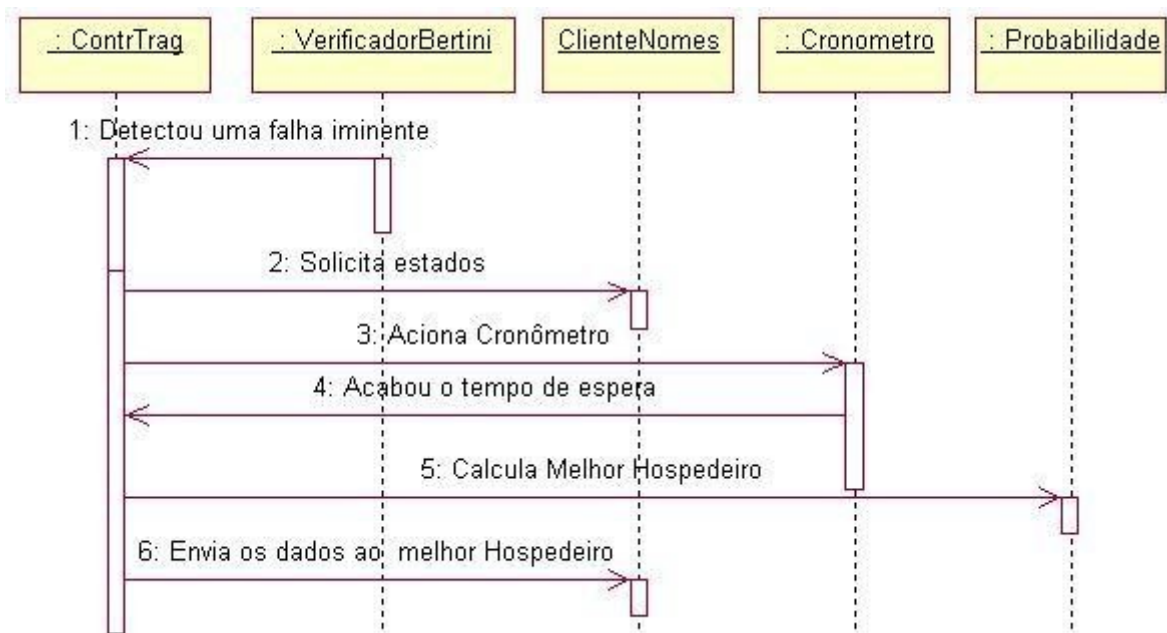 : ContrTrag
: VerificadorBertini
ClienteNomes
: Cronometro
: Probabilidade
1: Detectou uma falha iminente
2: Solicita estados
3: Aciona Cronômetro
4: Acabou o tempo de espera
5: Calcula Melhor Hospedeiro
6: Envia os dados ao melhor Hospedeiro